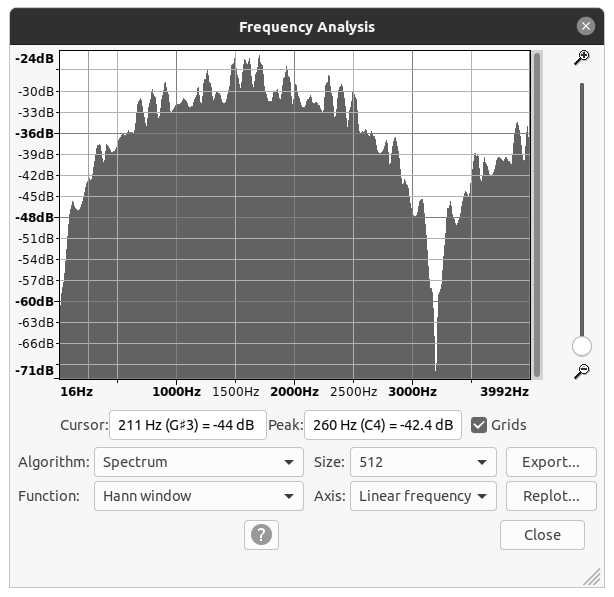 Frequency Analysis
-24dB
-30dB
-33dB
-36dB
-39dB
-42dB
-45dB
-48dB
-51dB
-54dB
-57dB
-60dB
-63dB
-66dB
-71dB
16Hz 1000Hz 1500Hz 2000Hz 2500Hz 3000Hz 3992Hz
Cursor: 211 Hz (G♯3) = -44 dB Peak: 260 Hz (C4) = -42.4 dB Grids
Algorithm: Spectrum Size: 512 Export...
Function: Hann window Axis: Linear frequency Replot...
? Close